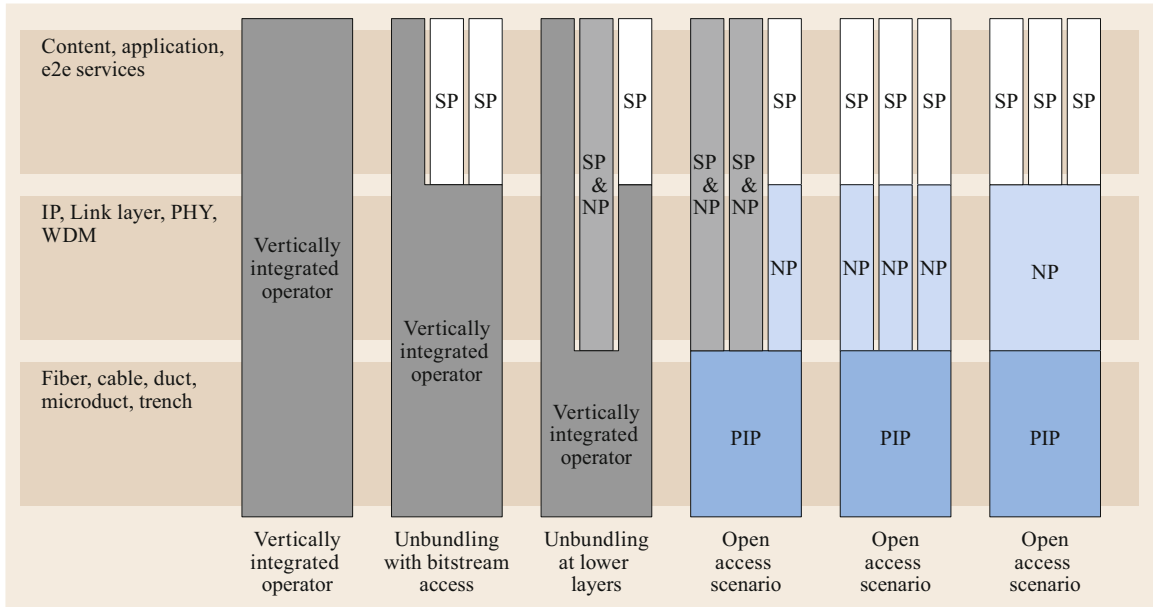 Content, application,
e2e services
SP SP SP SP SP SP SP SP SP SP
SP
&
NP
SP
&
NP
SP
&
NP
IP, Link layer, PHY,
WDM
Vertically
integrated
operator
Vertically
integrated
operator
NP NP NP NP NP
Fiber, cable, duct,
microduct, trench
Vertically
integrated
operator
PIP PIP PIP
Vertically
integrated
operator
Unbundling
with bitstream
access
Unbundling
at lower
layers
Open
access
scenario
Open
access
scenario
Open
access
scenario